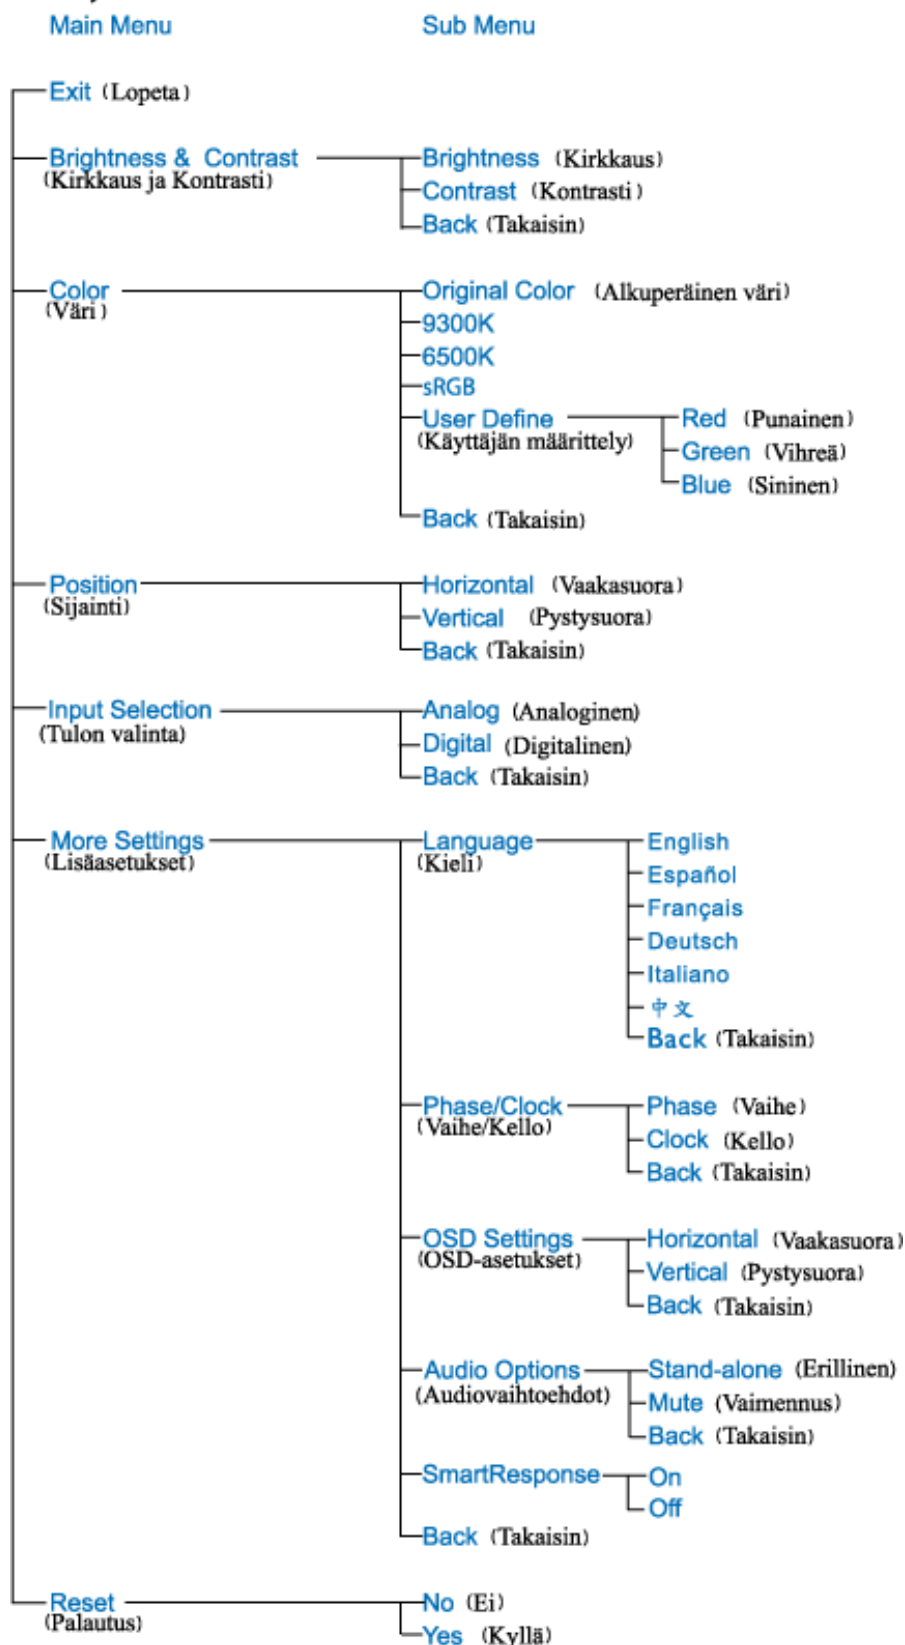 Main Menu Sub Menu
Exit (Lopeta)
Brightness & Contrast Brightness (Kirkkaus)
(Kirkkaus ja Kontrasti) Contrast (Kontrasti)
Back (Takaisin)
Color Original Color (Alkuperäinen väri)
(Väri)
9300K
6500K
sRGB
User Define Red (Punainen)
(Käyttäjän määrittely) Green (Vihreä)
Blue (Sininen)
Back (Takaisin)
Position Horizontal (Vaakasuora)
(Sijainti) Vertical (Pystysuora)
Back (Takaisin)
Input Selection Analog (Analoginen)
(Tulon valinta) Digital (Digitalinen)
Back (Takaisin)
More Settings Language English
(Lisäasetukset) (Kieli)
Español
Français
Deutsch
Italiano
中文
Back (Takaisin)
Phase/Clock Phase (Vaihe)
(Vaihe/Kello) Clock (Kello)
Back (Takaisin)
OSD Settings Horizontal (Vaakasuora)
(OSD-asetukset) Vertical (Pystysuora)
Back (Takaisin)
Audio Options Stand-alone (Erillinen)
(Audiovaihtoehdot) Mute (Vaimennus)
Back (Takaisin)
SmartResponse On
Off
Back (Takaisin)
Reset No (Ei)
(Palautus) Yes (Kyllä)